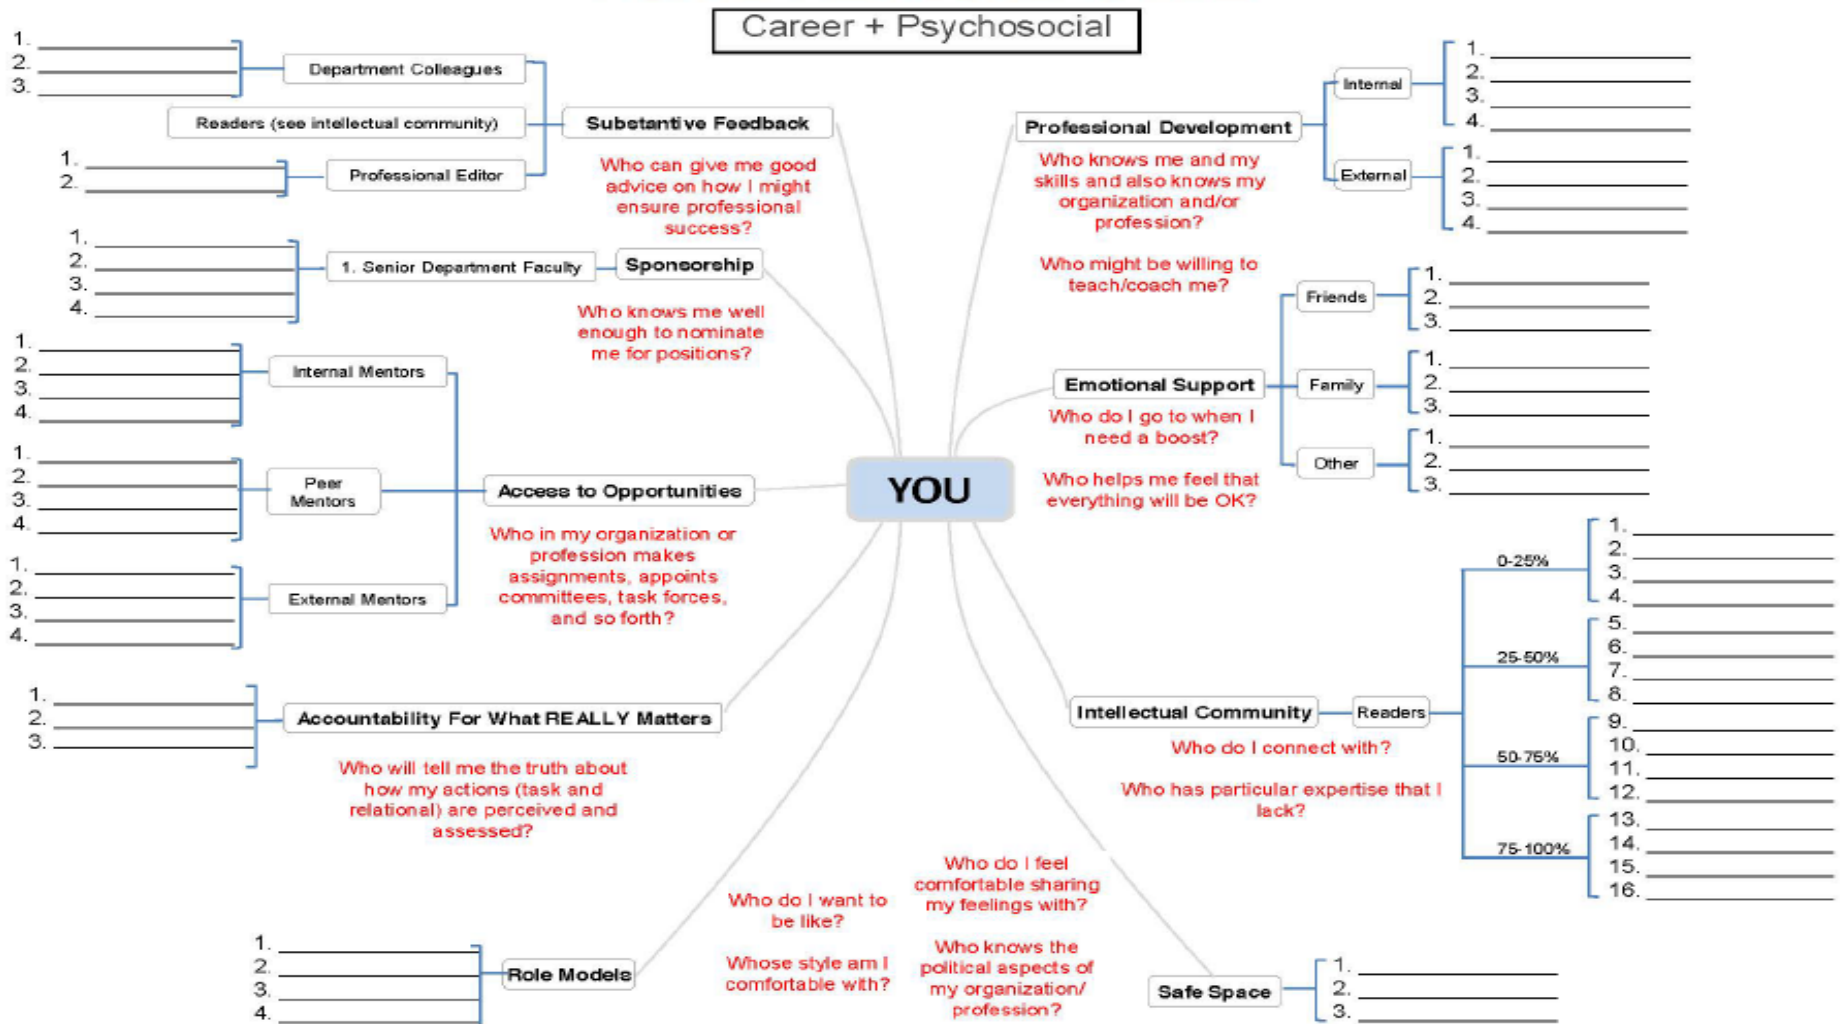 Career + Psychosocial
1.
2.
3.
Department Colleagues
Readers (see intellectual community)
1.
2.
Professional Editor
Substantive Feedback
Who can give me good
advice on how I might
ensure professional
success?
1.
2.
3.
4.
1. Senior Department Faculty
Sponsorship
Who knows me well
enough to nominate
me for positions?
1.
2.
3.
4.
Internal Mentors
1.
2.
3.
4.
Peer
Mentors
1.
2.
3.
4.
External Mentors
Access to Opportunities
Who in my organization or
profession makes
assignments, appoints
committees, task forces,
and so forth?
1.
2.
3.
Accountability For What REALLY Matters
Who will tell me the truth about
how my actions (task and
relational) are perceived and
assessed?
1.
2.
3.
4.
Role Models
Who do I want to
be like?
Whose style am I
comfortable with?
YOU
Professional Development
Who knows me and my
skills and also knows my
organization and/or
profession?
Who might be willing to
teach/coach me?
Internal
1.
2.
3.
4.
External
1.
2.
3.
4.
Emotional Support
Who do I go to when I
need a boost?
Who helps me feel that
everything will be OK?
Friends
1.
2.
3.
Family
1.
2.
3.
Other
1.
2.
3.
Intellectual Community
Readers
Who do I connect with?
Who has particular expertise that I
lack?
0-25%
1.
2.
3.
4.
25-50%
5.
6.
7.
8.
50-75%
9.
10.
11.
12.
75-100%
13.
14.
15.
16.
Who do I feel
comfortable sharing
my feelings with?
Who knows the
political aspects of
my organization/
profession?
Safe Space
1.
2.
3.